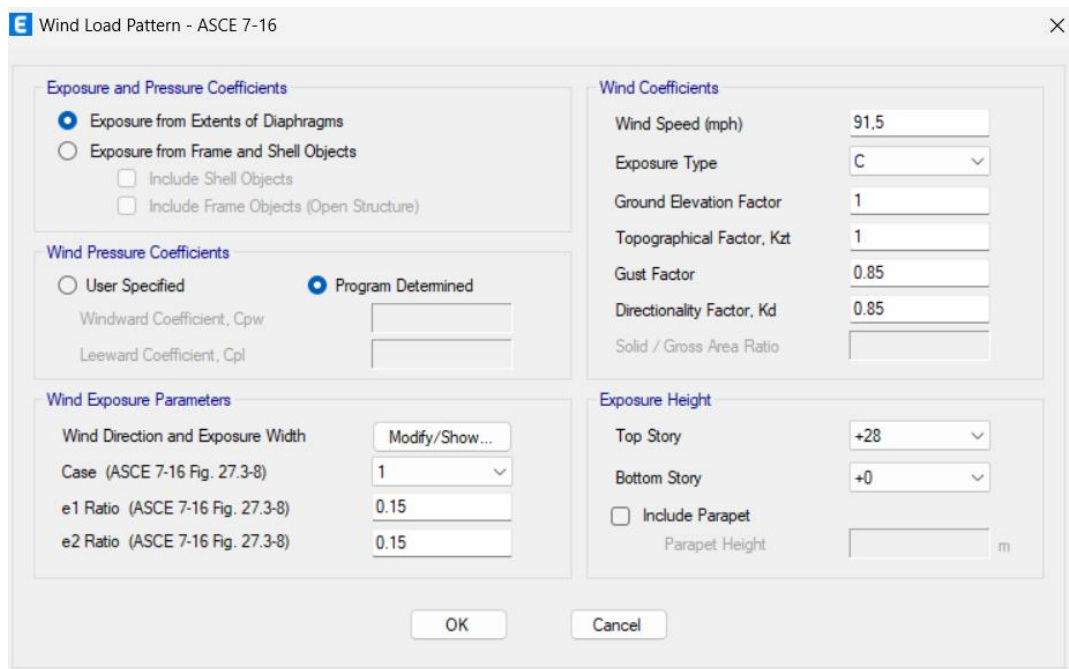 E Wind Load Pattern - ASCE 7-16
Exposure and Pressure Coefficients
Exposure from Extents of Diaphragms
Exposure from Frame and Shell Objects
Include Shell Objects
Include Frame Objects (Open Structure)
Wind Pressure Coefficients
User Specified Program Determined
Windward Coefficient, Cpw
Leeward Coefficient, Cpl
Wind Exposure Parameters
Wind Direction and Exposure Width Modify/Show...
Case (ASCE 7-16 Fig. 27.3-8) 1
e1 Ratio (ASCE 7-16 Fig. 27.3-8) 0.15
e2 Ratio (ASCE 7-16 Fig. 27.3-8) 0.15
Wind Coefficients
Wind Speed (mph) 91,5
Exposure Type C
Ground Elevation Factor 1
Topographical Factor, Kzt 1
Gust Factor 0.85
Directionality Factor, Kd 0.85
Solid / Gross Area Ratio
Exposure Height
Top Story +28
Bottom Story +0
Include Parapet
Parapet Height m
OK Cancel